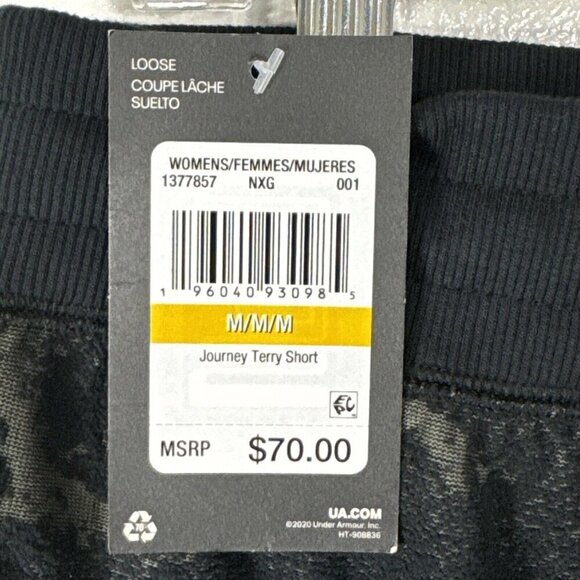 LOOSE
COUPE LÂCHE
SUELTO
WOMENS/FEMMES/MUJERES
1377857 NXG 001
1 96040 93098 5
M/M/M
Journey Terry Short
MSRP $70.00
UA.COM
©2020 Under Armour, Inc.
HT-908836